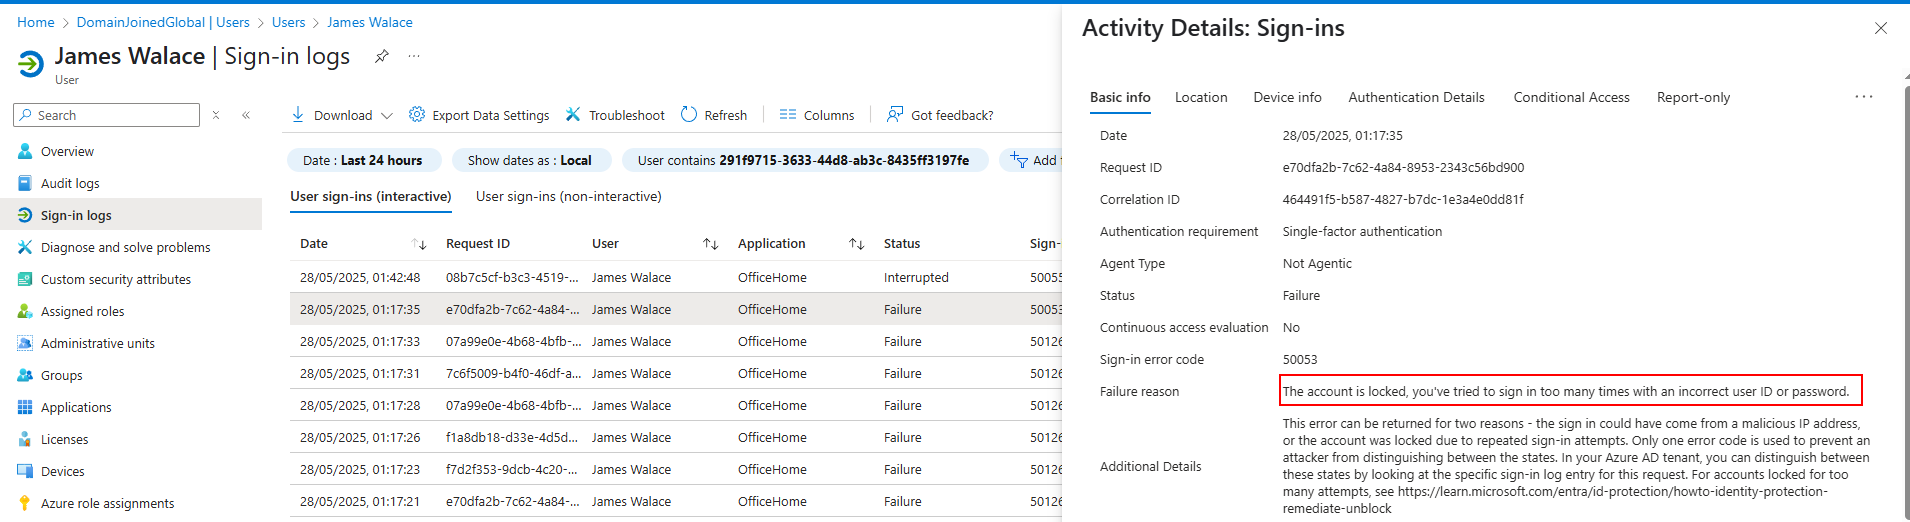 Home > DomainJoinedGlobal | Users > Users > James Walace
James Walace | Sign-in logs
User
Search
Overview
Audit logs
Sign-in logs
Diagnose and solve problems
Custom security attributes
Assigned roles
Administrative units
Groups
Applications
Licenses
Devices
Azure role assignments
Download
Export Data Settings
Troubleshoot
Refresh
Columns
Got feedback?
Date : Last 24 hours
Show dates as : Local
User contains 291f9715-3633-44d8-ab3c-8435ff3197fe
Add
User sign-ins (interactive)
User sign-ins (non-interactive)
Date Request ID User Application Status Sign-
28/05/2025, 01:42:48 08b7c5cf-b3c3-4519-... James Walace OfficeHome Interrupted 50055
28/05/2025, 01:17:35 e70dfa2b-7c62-4a84-... James Walace OfficeHome Failure 50053
28/05/2025, 01:17:33 07a99e0e-4b68-4bfb-... James Walace OfficeHome Failure 50126
28/05/2025, 01:17:31 7c6f5009-b4f0-46df-a... James Walace OfficeHome Failure 50126
28/05/2025, 01:17:28 07a99e0e-4b68-4bfb-... James Walace OfficeHome Failure 50126
28/05/2025, 01:17:26 f1a8db18-d33e-4d5d... James Walace OfficeHome Failure 50126
28/05/2025, 01:17:23 f7d2f353-9dcb-4c20-... James Walace OfficeHome Failure 50126
28/05/2025, 01:17:21 e70dfa2b-7c62-4a84-... James Walace OfficeHome Failure 50126
Activity Details: Sign-ins
Basic info Location Device info Authentication Details Conditional Access Report-only
Date 28/05/2025, 01:17:35
Request ID e70dfa2b-7c62-4a84-8953-2343c56bd900
Correlation ID 464491f5-b587-4827-b7dc-1e3a4e0dd81f
Authentication requirement Single-factor authentication
Agent Type Not Agentic
Status Failure
Continuous access evaluation No
Sign-in error code 50053
Failure reason The account is locked, you've tried to sign in too many times with an incorrect user ID or password.
Additional Details
This error can be returned for two reasons - the sign in could have come from a malicious IP address,
or the account was locked due to repeated sign-in attempts. Only one error code is used to prevent an
attacker from distinguishing between the states. In your Azure AD tenant, you can distinguish between
these states by looking at the specific sign-in log entry for this request. For accounts locked for too
many attempts, see https://learn.microsoft.com/entra/id-protection/howto-identity-protection-
remediate-unblock